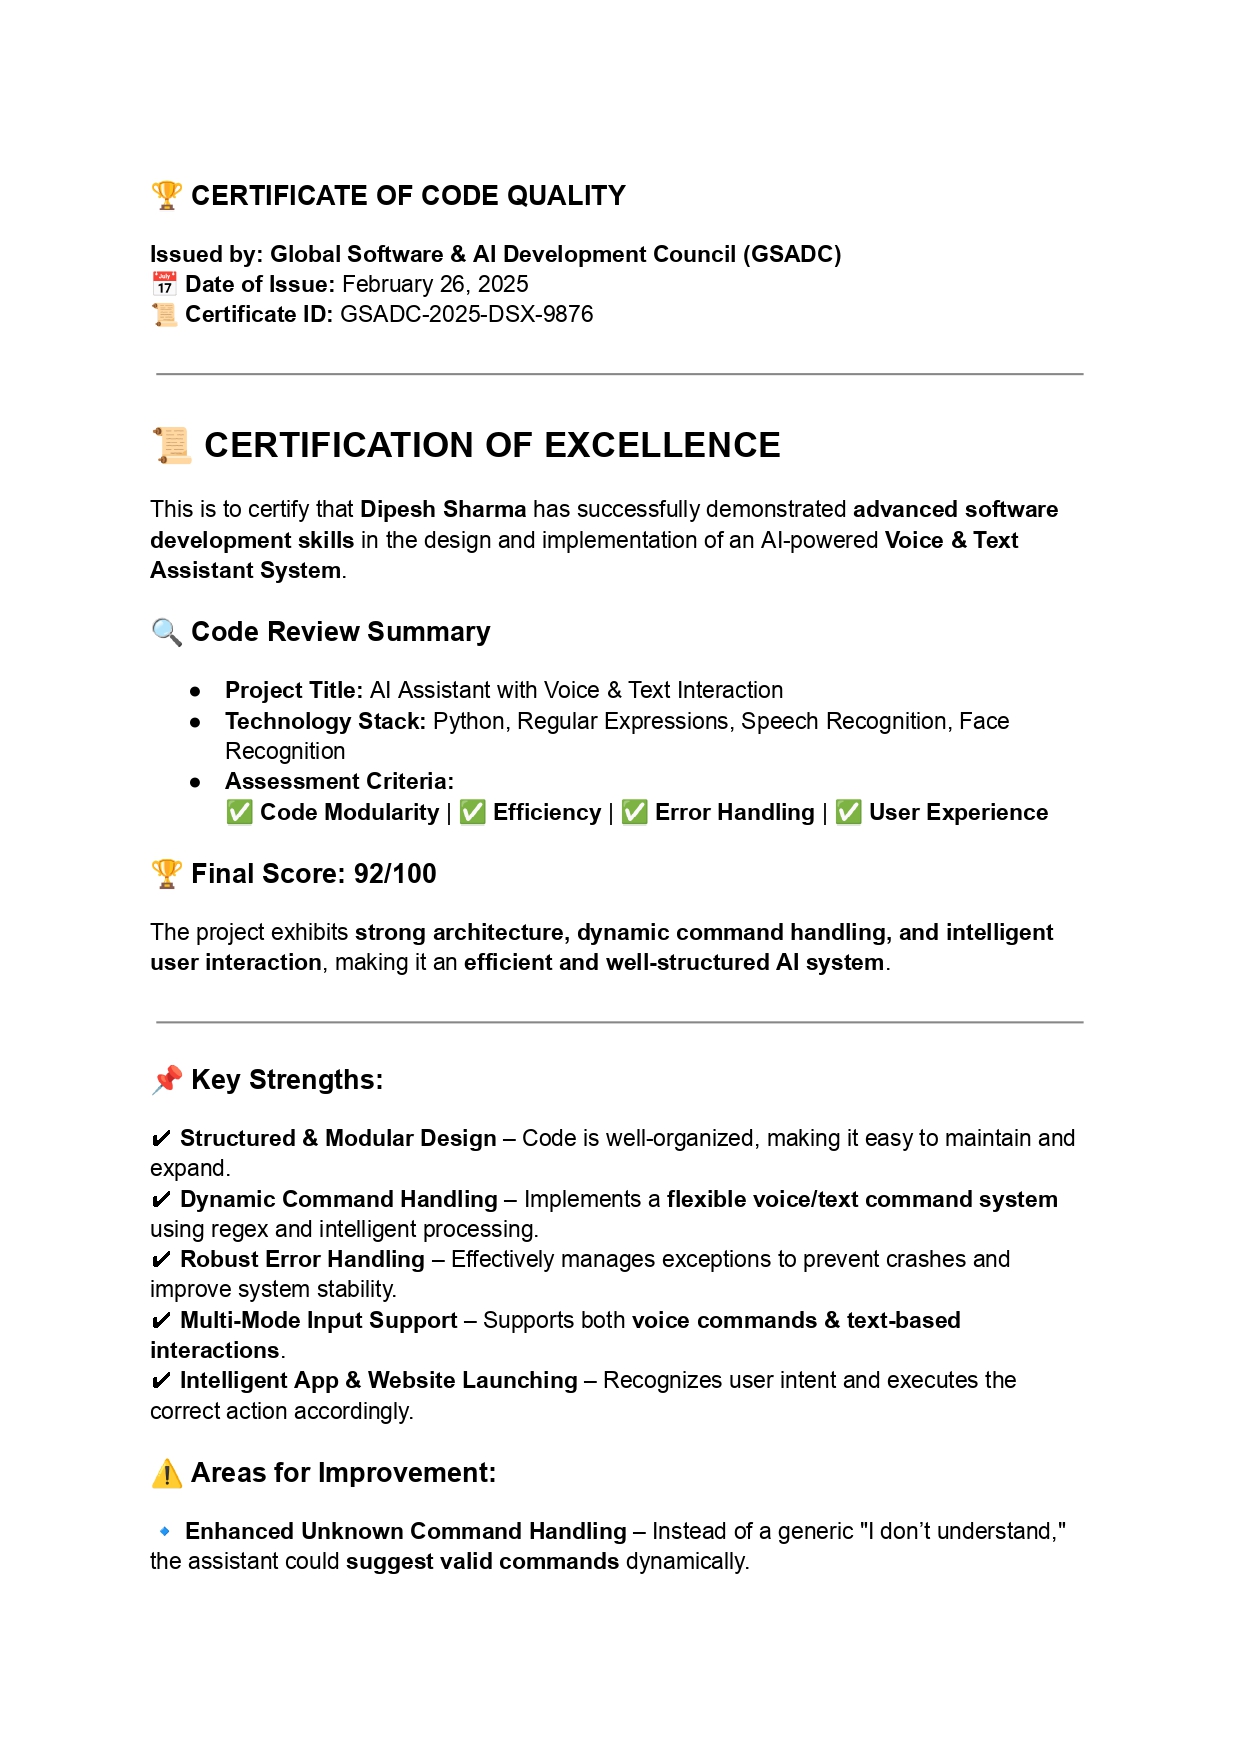 🏆 CERTIFICATE OF CODE QUALITY
Issued by: Global Software & AI Development Council (GSADC)
📅 Date of Issue: February 26, 2025
📜 Certificate ID: GSADC-2025-DSX-9876
📜 CERTIFICATION OF EXCELLENCE
This is to certify that Dipesh Sharma has successfully demonstrated advanced software
development skills in the design and implementation of an AI-powered Voice & Text
Assistant System.
🔍 Code Review Summary
● Project Title: AI Assistant with Voice & Text Interaction
● Technology Stack: Python, Regular Expressions, Speech Recognition, Face
Recognition
● Assessment Criteria:
✅ Code Modularity | ✅ Efficiency | ✅ Error Handling | ✅ User Experience
🏆 Final Score: 92/100
The project exhibits strong architecture, dynamic command handling, and intelligent
user interaction, making it an efficient and well-structured AI system.
📌 Key Strengths:
✔ Structured & Modular Design – Code is well-organized, making it easy to maintain and
expand.
✔ Dynamic Command Handling – Implements a flexible voice/text command system
using regex and intelligent processing.
✔ Robust Error Handling – Effectively manages exceptions to prevent crashes and
improve system stability.
✔ Multi-Mode Input Support – Supports both voice commands & text-based
interactions.
✔ Intelligent App & Website Launching – Recognizes user intent and executes the
correct action accordingly.
⚠️ Areas for Improvement:
🔹 Enhanced Unknown Command Handling – Instead of a generic "I don’t understand,"
the assistant could suggest valid commands dynamically.